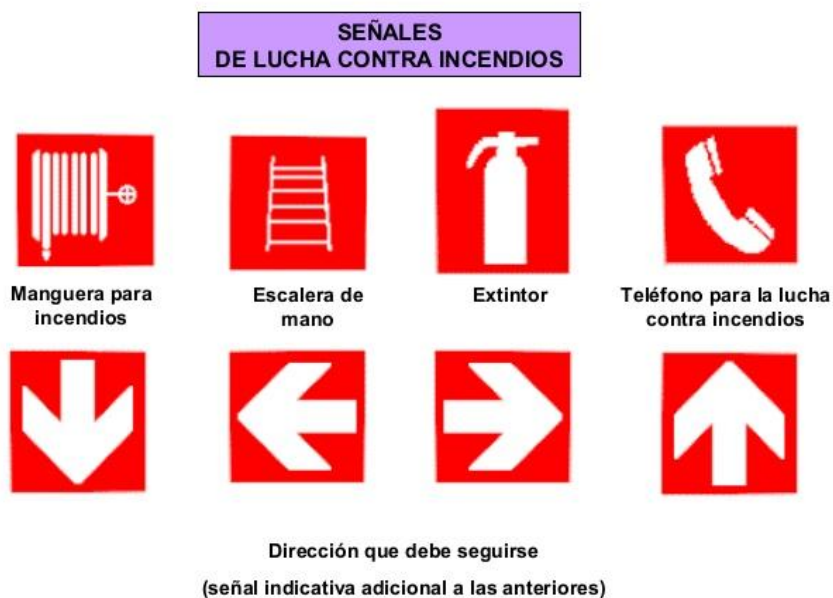 SEÑALES
DE LUCHA CONTRA INCENDIOS
Manguera para
incendios
Escalera de
mano
Extintor
Teléfono para la lucha
contra incendios
Dirección que debe seguirse
(señal indicativa adicional a las anteriores)